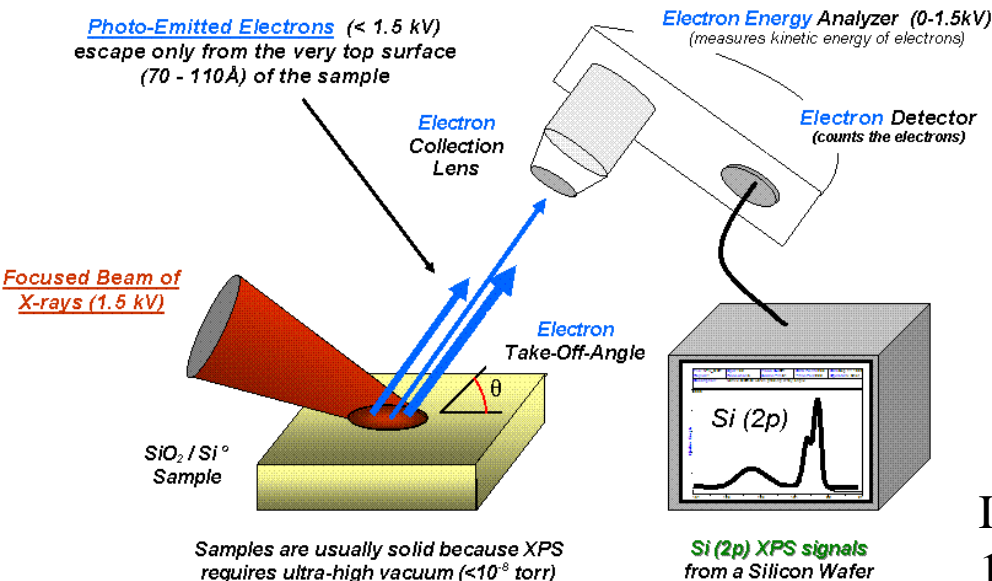 Photo-Emitted Electrons (< 1.5 kV)
escape only from the very top surface
(70 - 110Å) of the sample
Electron Energy Analyzer (0-1.5kV)
(measures kinetic energy of electrons)
Electron Detector
(counts the electrons)
Electron
Collection
Lens
Focused Beam of
X-rays (1.5 kV)
Electron
Take-Off-Angle
θ
Si (2p)
SiO₂ / Si°
Sample
Samples are usually solid because XPS
requires ultra-high vacuum (<10⁻⁸ torr)
Si (2p) XPS signals
from a Silicon Wafer